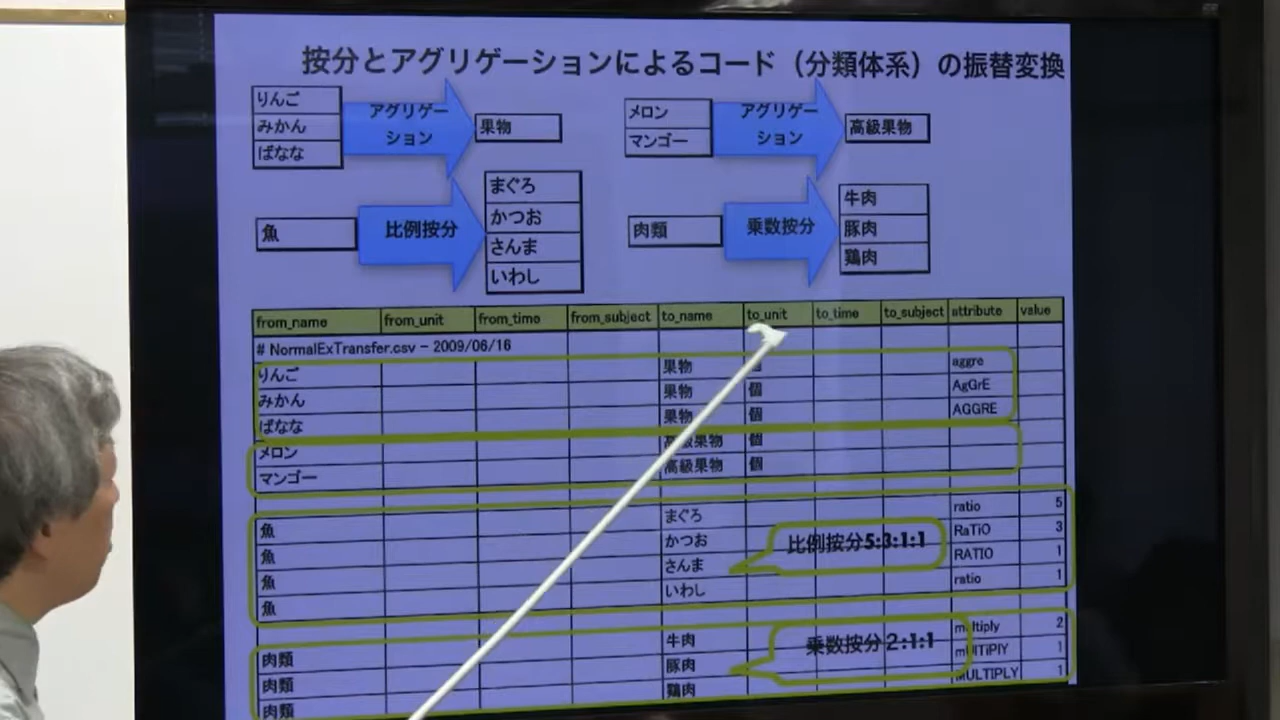 按分とアグリゲーションによるコード（分類体系）の振替変換
りんご
みかん
ばなな
アグリゲー
ション
果物
メロン
マンゴー
アグリゲー
ション
高級果物
魚
比例按分
まぐろ
かつお
さんま
いわし
肉類
乗数按分
牛肉
豚肉
鶏肉
from_name from_unit from_time from_subject to_name to_unit to_time to_subject attribute value
# NormalExTransfer.csv - 2009/06/16
りんご 果物 個 aggre
みかん 果物 個 AgGrE
ばなな 果物 個 AGGRE
メロン 高級果物 個
マンゴー 高級果物 個
魚 まぐろ ratio 5
魚 かつお RaTiO 3
魚 さんま RATIO 1
魚 いわし ratio 1
比例按分5:3:1:1
肉類 牛肉 multiply 2
肉類 豚肉 mUlTiPlY 1
肉類 鶏肉 MULTIPLY 1
乗数按分 2:1:1